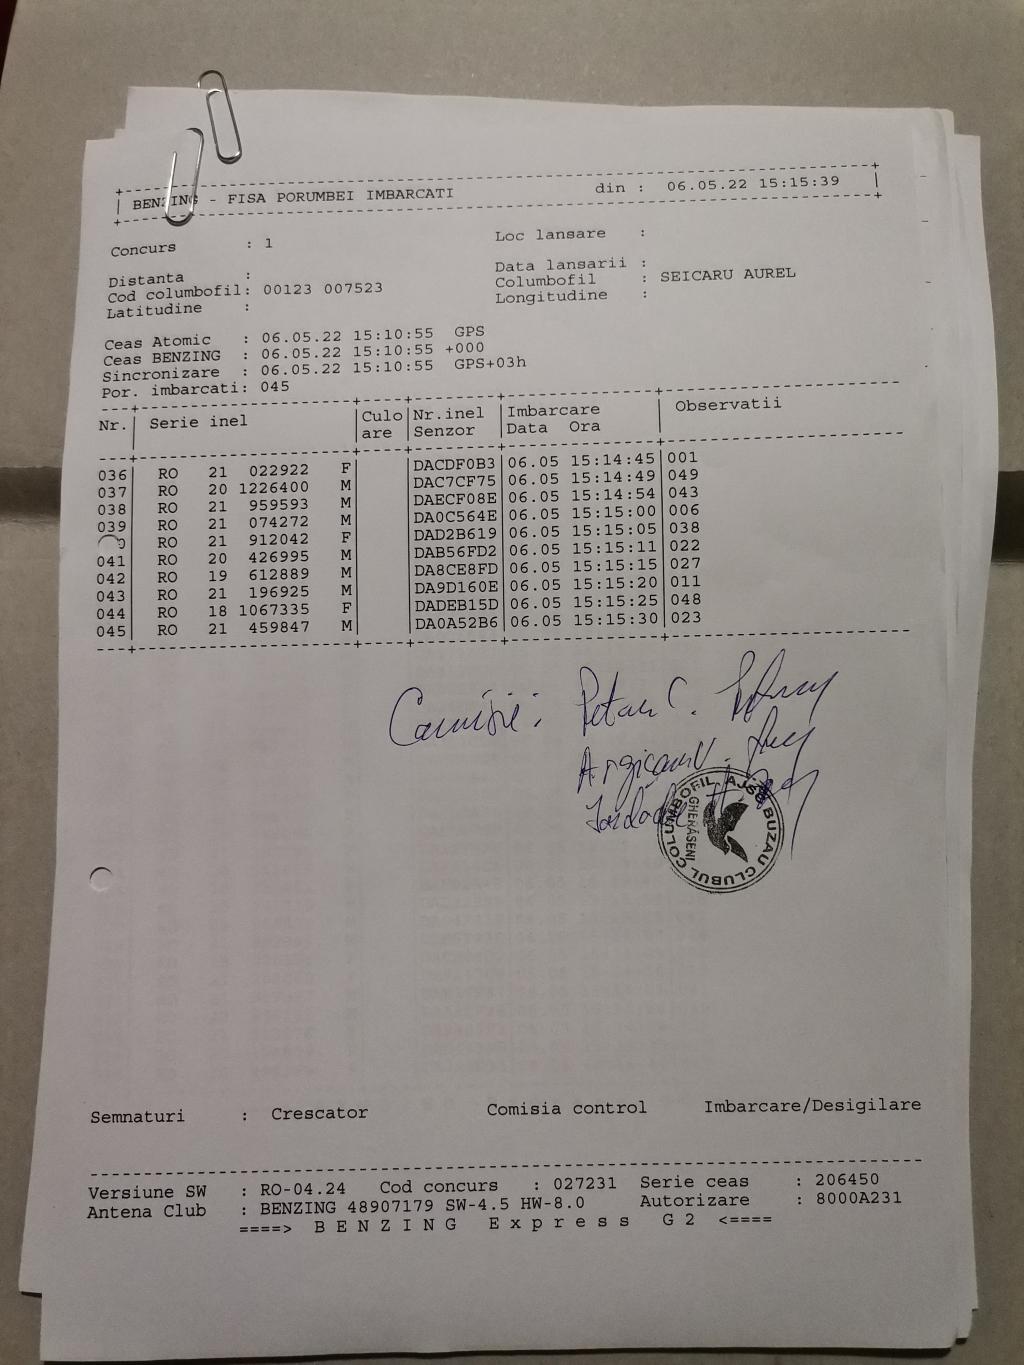 BENZING - FISA PORUMBEI IMBARCATI din : 06.05.22 15:15:39
Concurs : 1 Loc lansare :
Distanta : Data lansarii :
Cod columbofil: 00123 007523 Columbofil : SEICARU AUREL
Latitudine : Longitudine :
Ceas Atomic : 06.05.22 15:10:55 GPS
Ceas BENZING : 06.05.22 15:10:55 +000
Sincronizare : 06.05.22 15:10:55 GPS+03h
Por. imbarcati: 045
Nr. Serie inel Culo Nr.inel Imbarcare Observatii
are Senzor Data Ora
036 RO 21 022922 F DACDF0B3 06.05 15:14:45 001
037 RO 20 1226400 M DAC7CF75 06.05 15:14:49 049
038 RO 21 959593 M DAECF08E 06.05 15:14:54 043
039 RO 21 074272 M DA0C564E 06.05 15:15:00 006
0 RO 21 912042 F DAD2B619 06.05 15:15:05 038
041 RO 20 426995 M DAB56FD2 06.05 15:15:11 022
042 RO 19 612889 M DA8CE8FD 06.05 15:15:15 027
043 RO 21 196925 M DA9D160E 06.05 15:15:20 011
044 RO 18 1067335 F DADEB15D 06.05 15:15:25 048
045 RO 21 459847 M DA0A52B6 06.05 15:15:30 023
Comisie: C.
CLUBUL COLUMBOFIL AJSC BUZAU
GHERĂSENI
Semnaturi : Crescator Comisia control Imbarcare/Desigilare
Versiune SW : RO-04.24 Cod concurs : 027231 Serie ceas : 206450
Antena Club : BENZING 48907179 SW-4.5 HW-8.0 Autorizare : 8000A231
====> B E N Z I N G E x p r e s s G 2 <====